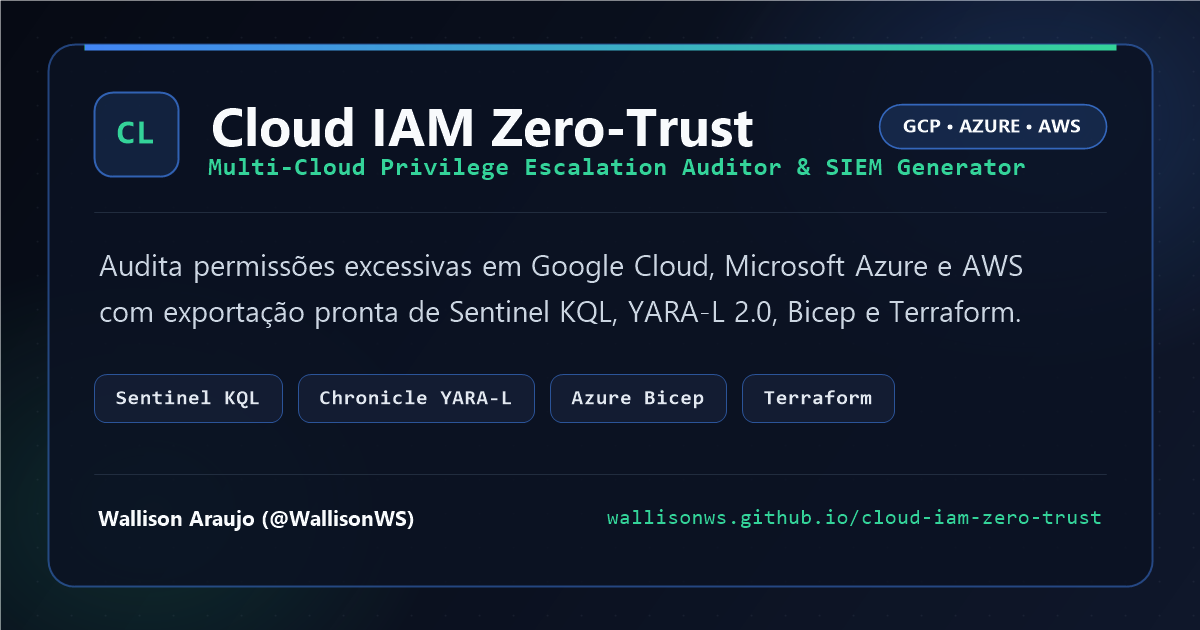 CL
Cloud IAM Zero-Trust
GCP • AZURE • AWS
Multi-Cloud Privilege Escalation Auditor & SIEM Generator
Audita permissões excessivas em Google Cloud, Microsoft Azure e AWS
com exportação pronta de Sentinel KQL, YARA-L 2.0, Bicep e Terraform.
Sentinel KQL
Chronicle YARA-L
Azure Bicep
Terraform
Wallison Araujo (@WallisonWS)
wallisonws.github.io/cloud-iam-zero-trust